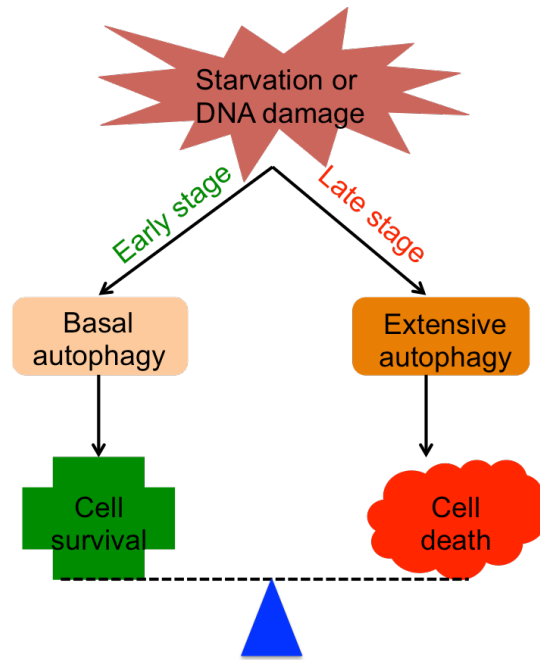 Starvation or
DNA damage
Early stage
Late stage
Basal
autophagy
Extensive
autophagy
Cell
survival
Cell
death